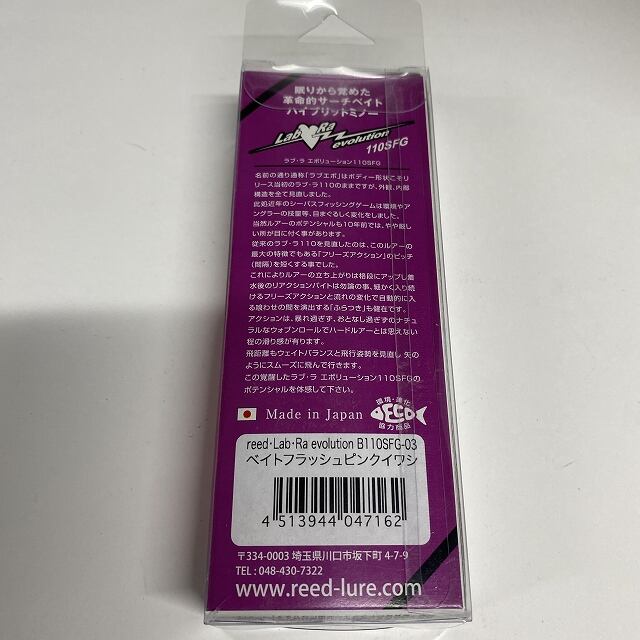 眠りから覚めた
革命的サーチベイト
ハイブリットミノー
Lab Ra
evolution
110SFG
ラブ・ラ エボリューション110SFG
名前の通り通称「ラブエボ」はボディー形状こそリ
リース当初のラブ・ラ110のままですが、外観、内部
構造を全て見直しました。
此処近年のシーバスフィッシングゲームは環境やア
ングラーの技量等、目まぐるしく変化をしました。
当然ルアーのポテンシャルも10年前では、やや厳し
い所が目に付く事があります。
従来のラブ・ラ110を見直したのは、このルアーの
最大の特徴でもある「フリーズアクション」のピッチ
(間隔)を短くする事でした。
これによりルアーの立ち上がりは格段にアップし着
水後のリアクションバイトは勿論の事、細かく入り続
けるフリーズアクションと流れの変化で自動的に入
る喰わせの間を演出する「ふらつき」も健在です。
アクションは、暴れ過ぎず、おとなし過ぎずのナチュ
ラルなウォブンロールでハードルアーとは思えない
程の滑り感が有ります。
飛距離もウェイトバランスと飛行姿勢を見直し 矢の
ようにスムーズに飛んで行きます。
この覚醒したラブ・ラ エボリューション110SFGの
ポテンシャルを体感して下さい。
Made in Japan
環境・進化
ECO
協力商品
reed・Lab・Ra evolution B110SFG-03
ベイトフラッシュピンクイワシ
4 513944 047162
〒334-0003 埼玉県川口市坂下町 4-7-9
TEL : 048-430-7322
www.reed-lure.com